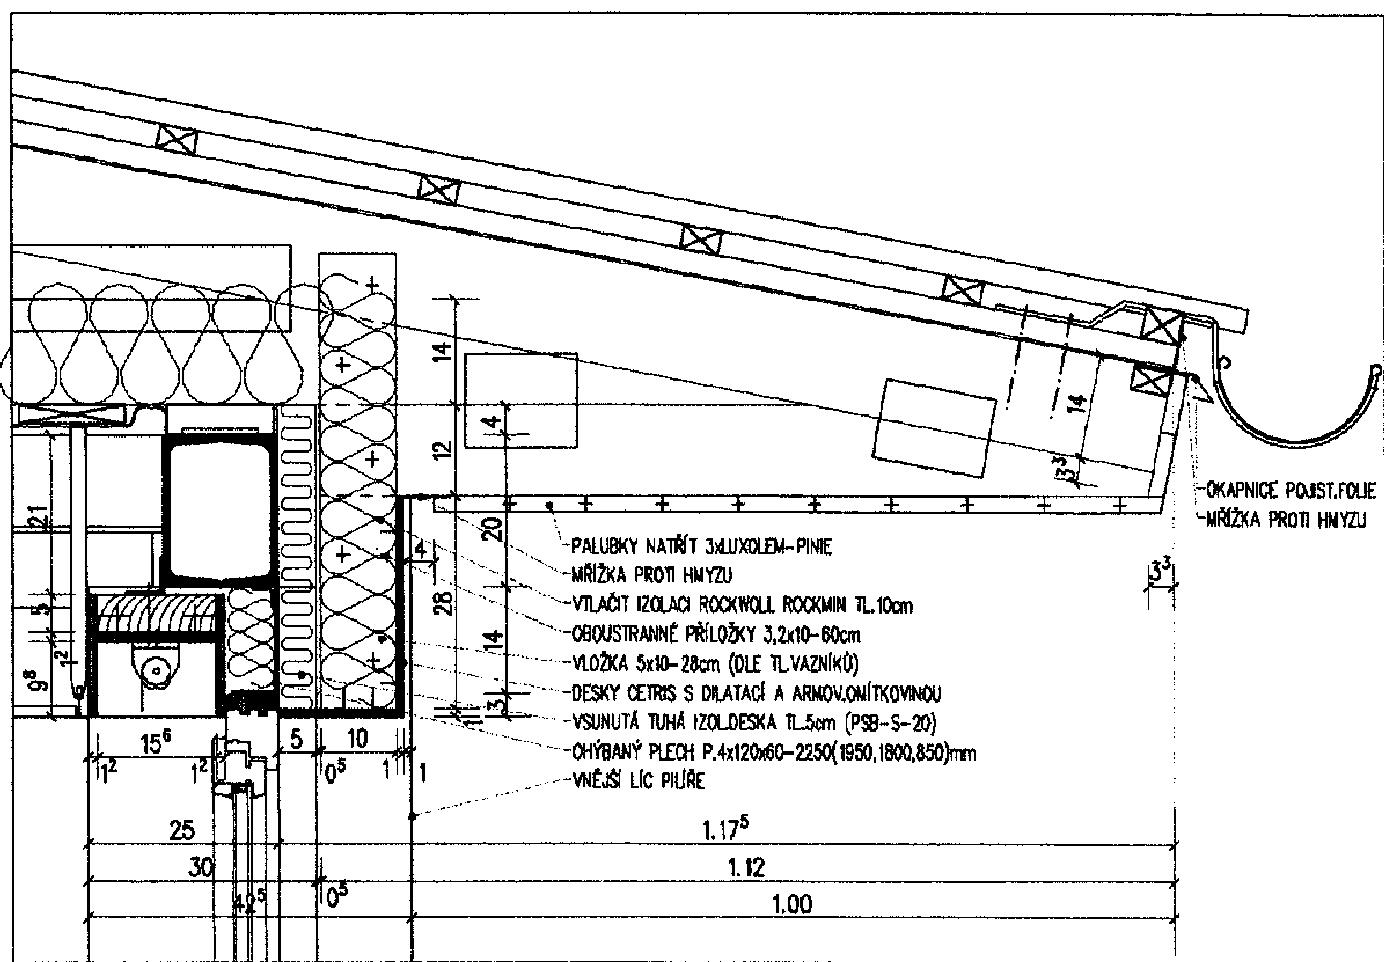 14
4
12
14
3³
21
20
4
28
5
14
1²
9⁸
3
1
3³
OKAPNICE POJIST.FOLIE
MŘÍŽKA PROTI HMYZU
PALUBKY NATŘÍT 3xLUXOLEM-PINIE
MŘÍŽKA PROTI HMYZU
VTLAČIT IZOLACI ROCKWOLL ROCKMIN TL.10cm
OBOUSTRANNÉ PŘÍLOŽKY 3,2x10-60cm
VLOŽKA 5x10-28cm (DLE TL.VAZNÍKŮ)
DESKY CETRIS S DILATACÍ A ARMOV.OMÍTKOVINOU
VSUNUTÁ TUHÁ IZOL.DESKA TL.5cm (PSB-S-20)
OHÝBANÝ PLECH P.4x120x60-2250(1950,1800,850)mm
VNĚJŠÍ LÍC PILÍŘE
15⁶ 5 10
1² 1² 0⁵ 1 1
25 1.17⁵
30 1.12
0⁵
1.00